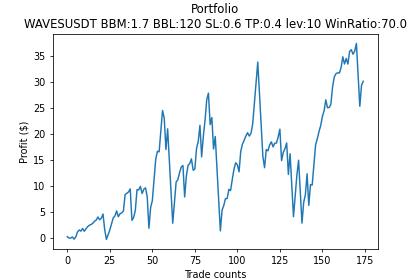 Portfolio
WAVESUSDT BBM:1.7 BBL:120 SL:0.6 TP:0.4 lev:10 WinRatio:70.0
Profit ($)
35
30
25
20
15
10
5
0
0 25 50 75 100 125 150 175
Trade counts